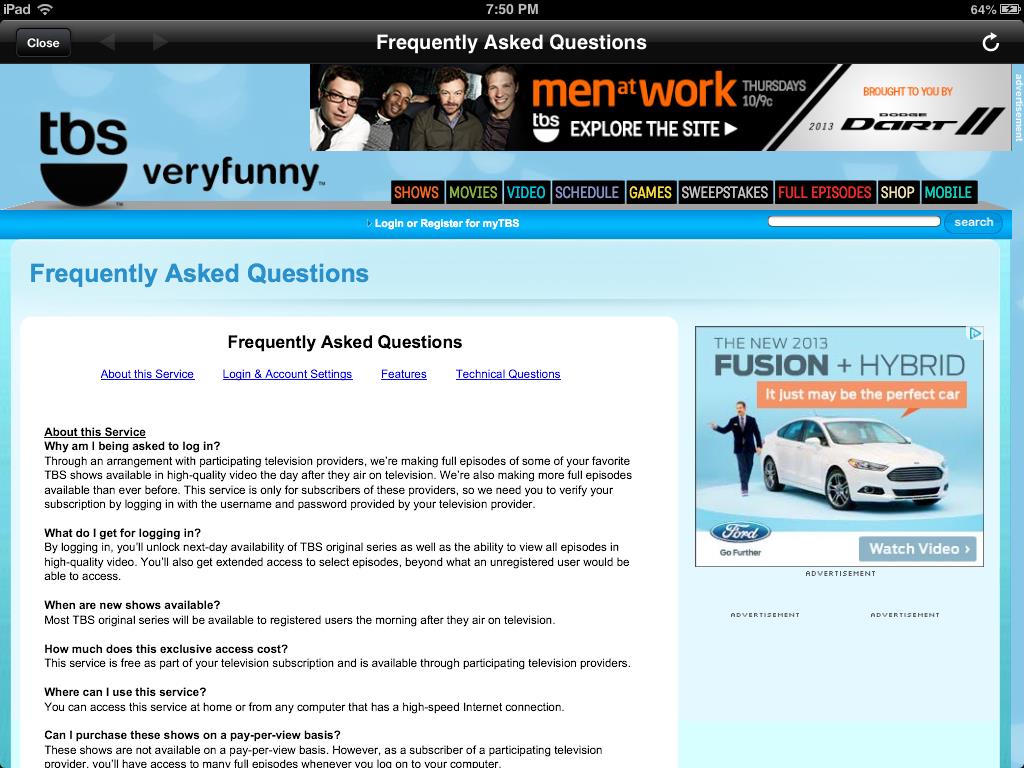 iPad
7:50 PM
64%
Close
Frequently Asked Questions
men at work
THURSDAYS
10/9c
tbs
EXPLORE THE SITE
BROUGHT TO YOU BY
2013 DODGE DART
advertisement
tbs
veryfunny™
SHOWS MOVIES VIDEO SCHEDULE GAMES SWEEPSTAKES FULL EPISODES SHOP MOBILE
Login or Register for myTBS
search
Frequently Asked Questions
Frequently Asked Questions
About this Service Login & Account Settings Features Technical Questions
About this Service
Why am I being asked to log in?
Through an arrangement with participating television providers, we're making full episodes of some of your favorite
TBS shows available in high-quality video the day after they air on television. We're also making more full episodes
available than ever before. This service is only for subscribers of these providers, so we need you to verify your
subscription by logging in with the username and password provided by your television provider.
What do I get for logging in?
By logging in, you'll unlock next-day availability of TBS original series as well as the ability to view all episodes in
high-quality video. You'll also get extended access to select episodes, beyond what an unregistered user would be
able to access.
When are new shows available?
Most TBS original series will be available to registered users the morning after they air on television.
How much does this exclusive access cost?
This service is free as part of your television subscription and is available through participating television providers.
Where can I use this service?
You can access this service at home or from any computer that has a high-speed Internet connection.
Can I purchase these shows on a pay-per-view basis?
These shows are not available on a pay-per-view basis. However, as a subscriber of a participating television
provider, you'll have access to many full episodes whenever you log on to your computer.
THE NEW 2013
FUSION + HYBRID
It just may be the perfect car
Ford
Go Further
Watch Video ›
ADVERTISEMENT
ADVERTISEMENT
ADVERTISEMENT